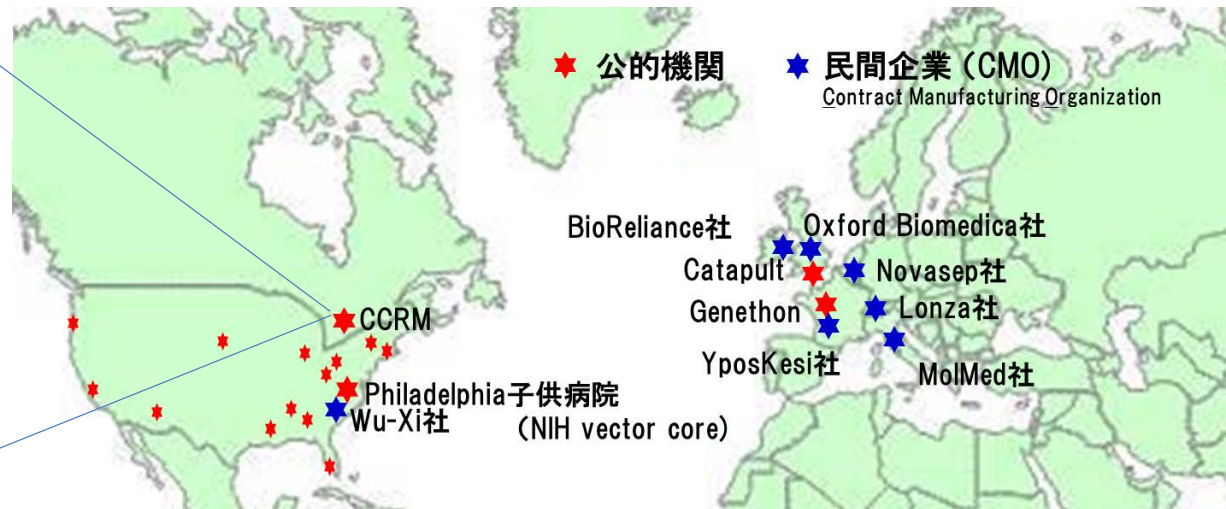 公的機関
民間企業（CMO）
Contract Manufacturing Organization
BioReliance社
Oxford Biomedica社
Catapult
Novasep社
Genethon
Lonza社
YposKesi社
MolMed社
CCRM
Philadelphia子供病院
Wu-Xi社
（NIH vector core)